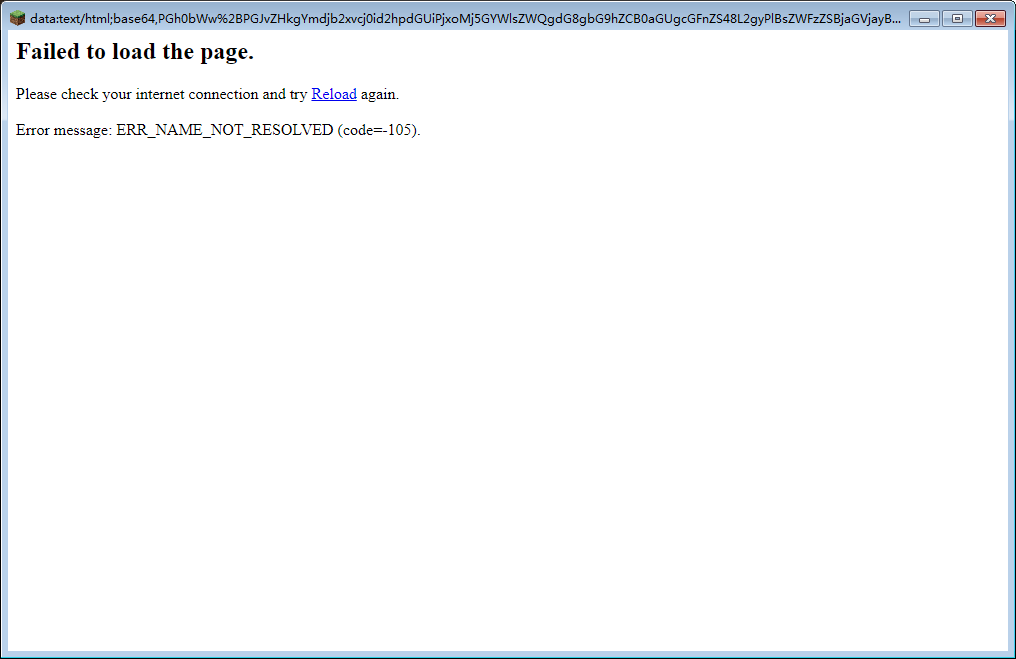 data:text/html;base64,PGh0bWw%2BPGJvZHkgYmdjb2xvcj0id2hpdGUiPjxoMj5GYWlsZWQgdG8gbG9hZCB0aGUgcGFnZS48L2gyPlBsZWFzZSBjaGVjayB...
Failed to load the page.
Please check your internet connection and try Reload again.
Error message: ERR_NAME_NOT_RESOLVED (code=-105).